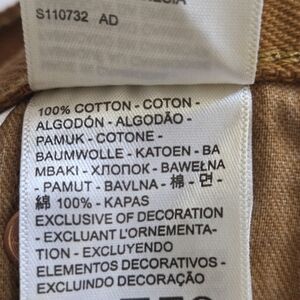 S110732 AD
100% COTTON - COTON -
ALGODÓN - ALGODÃO -
PAMUK - COTONE -
BAUMWOLLE - KATOEN - BA
MBAKI - ХЛОПОК - BAWEŁNA
- PAMUT - BAVLNA - 棉 - 면 -
綿 100% - KAPAS
EXCLUSIVE OF DECORATION
- EXCLUANT L'ORNEMENTA-
TION - EXCLUYENDO
ELEMENTOS DECORATIVOS -
EXCLUINDO DECORAÇÃO